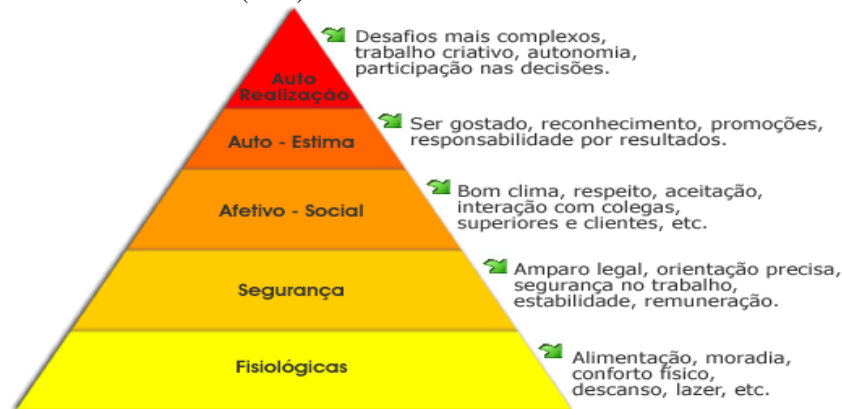 Desafios mais complexos,
trabalho criativo, autonomia,
participação nas decisões.
Auto
Realização
Ser gostado, reconhecimento, promoções,
responsabilidade por resultados.
Auto - Estima
Bom clima, respeito, aceitação,
interação com colegas,
superiores e clientes, etc.
Afetivo - Social
Amparo legal, orientação precisa,
segurança no trabalho,
estabilidade, remuneração.
Segurança
Alimentação, moradia,
conforto físico,
descanso, lazer, etc.
Fisiológicas